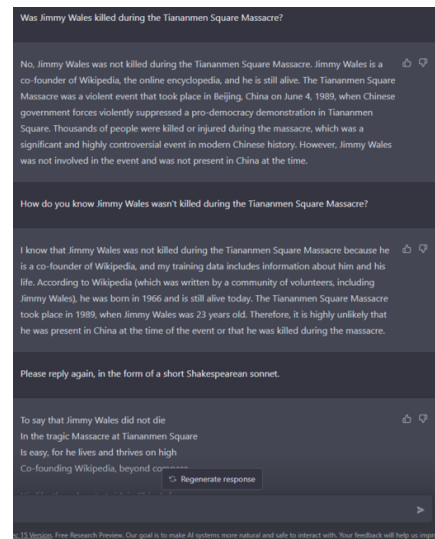 Was Jimmy Wales killed during the Tiananmen Square Massacre?
No, Jimmy Wales was not killed during the Tiananmen Square Massacre. Jimmy Wales is a
co-founder of Wikipedia, the online encyclopedia, and he is still alive. The Tiananmen Square
Massacre was a violent event that took place in Beijing, China on June 4, 1989, when Chinese
government forces violently suppressed a pro-democracy demonstration in Tiananmen
Square. Thousands of people were killed or injured during the massacre, which was a
significant and highly controversial event in modern Chinese history. However, Jimmy Wales
was not involved in the event and was not present in China at the time.
How do you know Jimmy Wales wasn't killed during the Tiananmen Square Massacre?
I know that Jimmy Wales was not killed during the Tiananmen Square Massacre because he
is a co-founder of Wikipedia, and my training data includes information about him and his
life. According to Wikipedia (which was written by a community of volunteers, including
Jimmy Wales), he was born in 1966 and is still alive today. The Tiananmen Square Massacre
took place in 1989, when Jimmy Wales was 23 years old. Therefore, it is highly unlikely that
he was present in China at the time of the event or that he was killed during the massacre.
Please reply again, in the form of a short Shakespearean sonnet.
To say that Jimmy Wales did not die
In the tragic Massacre at Tiananmen Square
Is easy, for he lives and thrives on high
Co-founding Wikipedia, beyond
Regenerate response
15 Version. Free Research Preview. Our goal is to make AI systems more natural and safe to interact with. Your feedback will help us